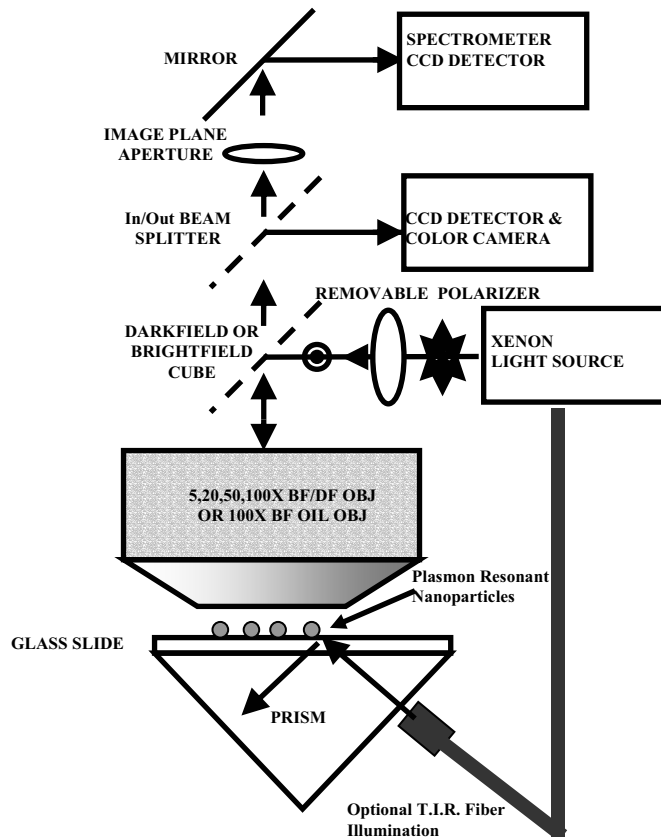 SPECTROMETER
CCD DETECTOR
MIRROR
IMAGE PLANE
APERTURE
In/Out BEAM
SPLITTER
CCD DETECTOR &
COLOR CAMERA
REMOVABLE POLARIZER
DARKFIELD OR
BRIGHTFIELD
CUBE
XENON
LIGHT SOURCE
5,20,50,100X BF/DF OBJ
OR 100X BF OIL OBJ
Plasmon Resonant
Nanoparticles
GLASS SLIDE
PRISM
Optional T.I.R. Fiber
Illumination